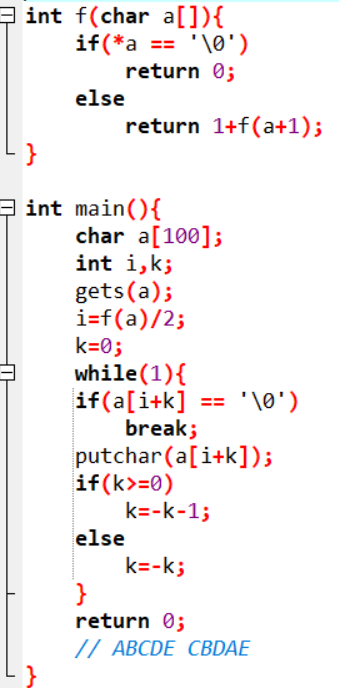 int f(char a[]){
if(*a == '\0')
return 0;
else
return 1+f(a+1);
}
int main(){
char a[100];
int i,k;
gets(a);
i=f(a)/2;
k=0;
while(1){
if(a[i+k] == '\0')
break;
putchar(a[i+k]);
if(k>=0)
k=-k-1;
else
k=-k;
}
return 0;
// ABCDE CBDAE
}